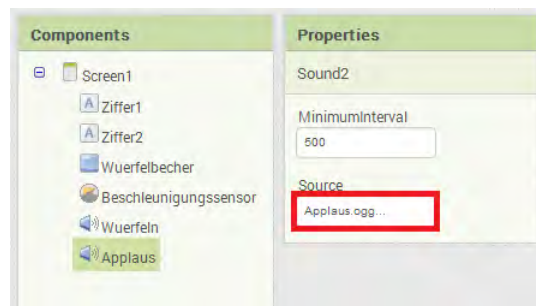 Components
Screen1
A Ziffer1
A Ziffer2
Wuerfelbecher
Beschleunigungssensor
Wuerfeln
Applaus
Properties
Sound2
MinimumInterval
500
Source
Applaus.ogg...